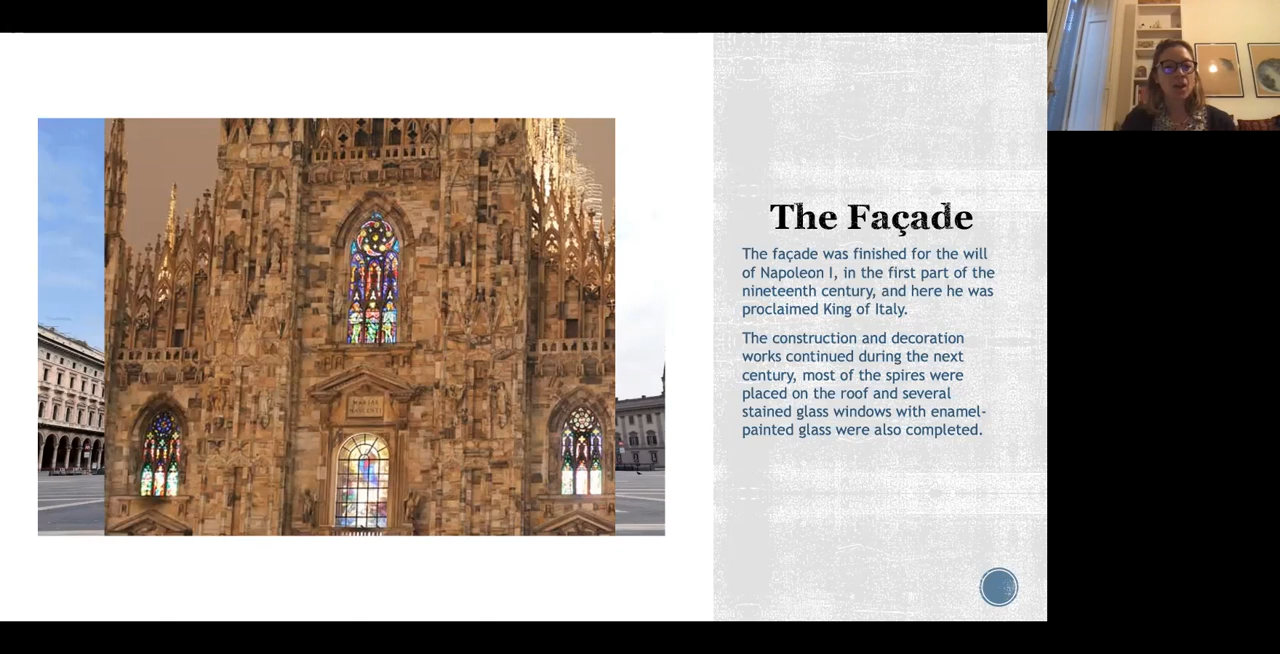 MARIAE
NASCENTI
The Façade
The façade was finished for the will
of Napoleon I, in the first part of the
nineteenth century, and here he was
proclaimed King of Italy.
The construction and decoration
works continued during the next
century, most of the spires were
placed on the roof and several
stained glass windows with enamel-
painted glass were also completed.